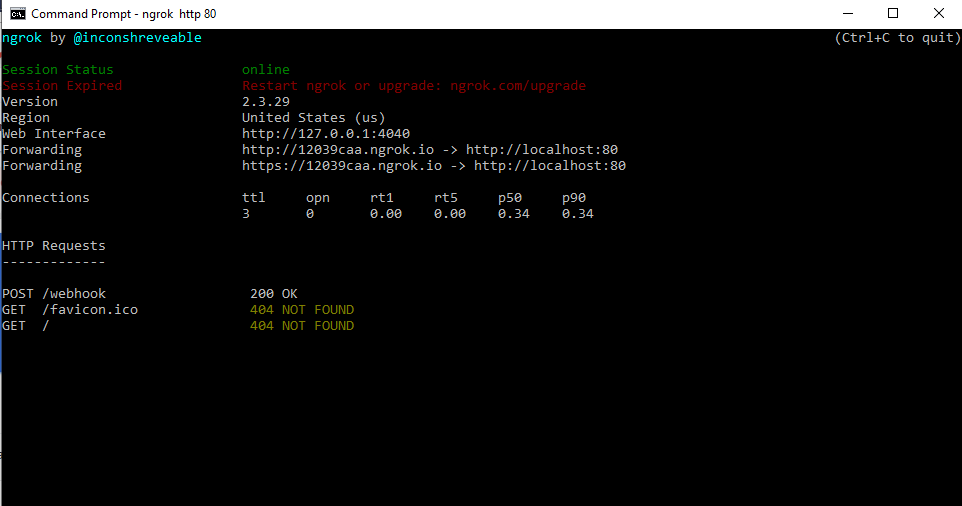 Command Prompt - ngrok http 80
ngrok by @inconshreveable (Ctrl+C to quit)
Session Status online
Session Expired Restart ngrok or upgrade: ngrok.com/upgrade
Version 2.3.29
Region United States (us)
Web Interface http://127.0.0.1:4040
Forwarding http://12039caa.ngrok.io -> http://localhost:80
Forwarding https://12039caa.ngrok.io -> http://localhost:80
Connections ttl opn rt1 rt5 p50 p90
3 0 0.00 0.00 0.34 0.34
HTTP Requests
-------------
POST /webhook 200 OK
GET /favicon.ico 404 NOT FOUND
GET / 404 NOT FOUND